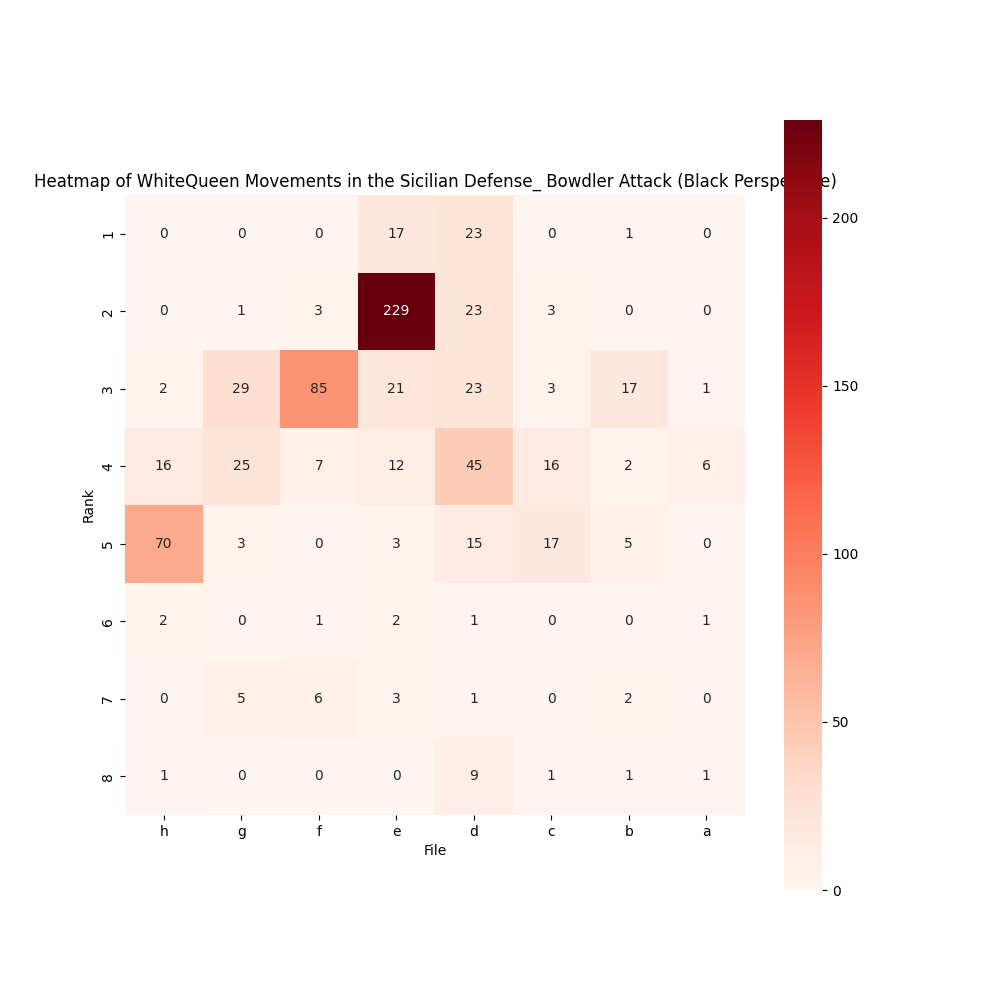 Heatmap of WhiteQueen Movements in the Sicilian Defense_ Bowdler Attack (Black Perspe e)
200
1 0 0 0 17 23 0 1 0
2 0 1 3 229 23 3 0 0
3 2 29 85 21 23 3 17 1
150
4 16 25 7 12 45 16 2 6
Rank
5 70 3 0 3 15 17 5 0
100
6 2 0 1 2 1 0 0 1
7 0 5 6 3 1 0 2 0
50
8 1 0 0 0 9 1 1 1
h g f e d c b a
File
0